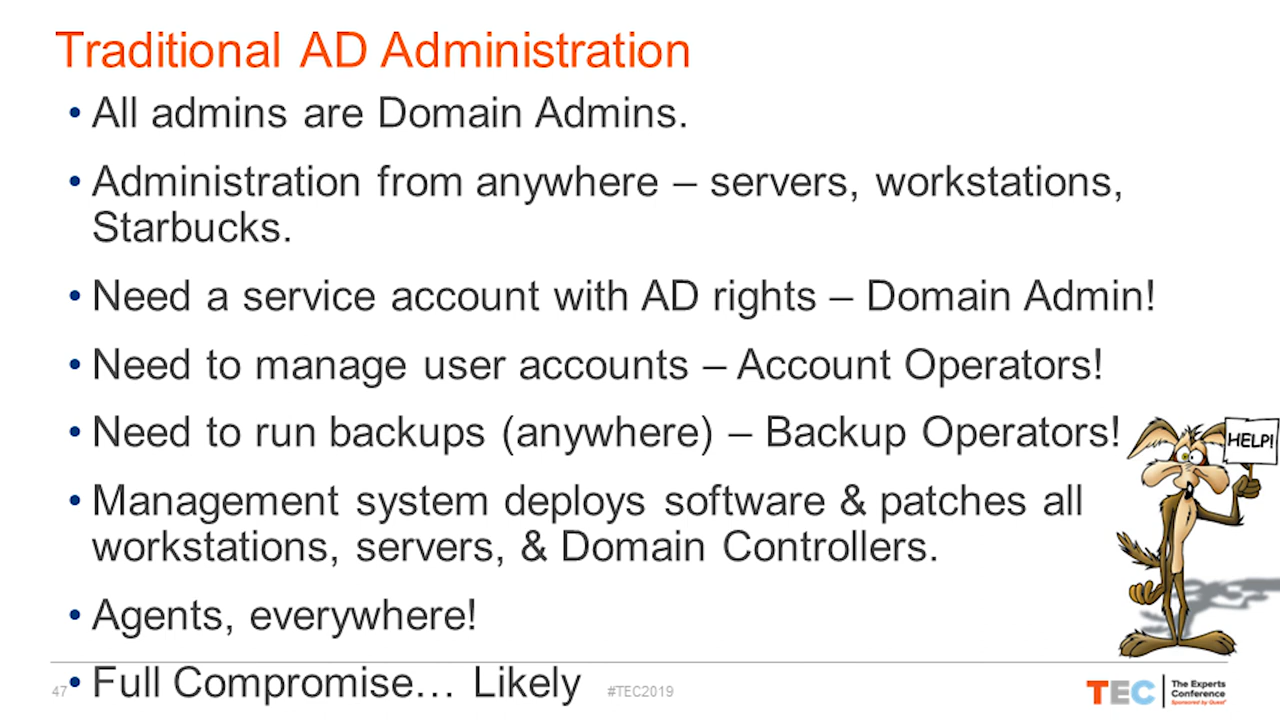 Traditional AD Administration
• All admins are Domain Admins.
• Administration from anywhere – servers, workstations,
Starbucks.
• Need a service account with AD rights – Domain Admin!
• Need to manage user accounts – Account Operators!
• Need to run backups (anywhere) – Backup Operators!
HELP!
• Management system deploys software & patches all
workstations, servers, & Domain Controllers.
• Agents, everywhere!
• Full Compromise… Likely
47
#TEC2019
TEC
The Experts
Conference
Sponsored by Quest